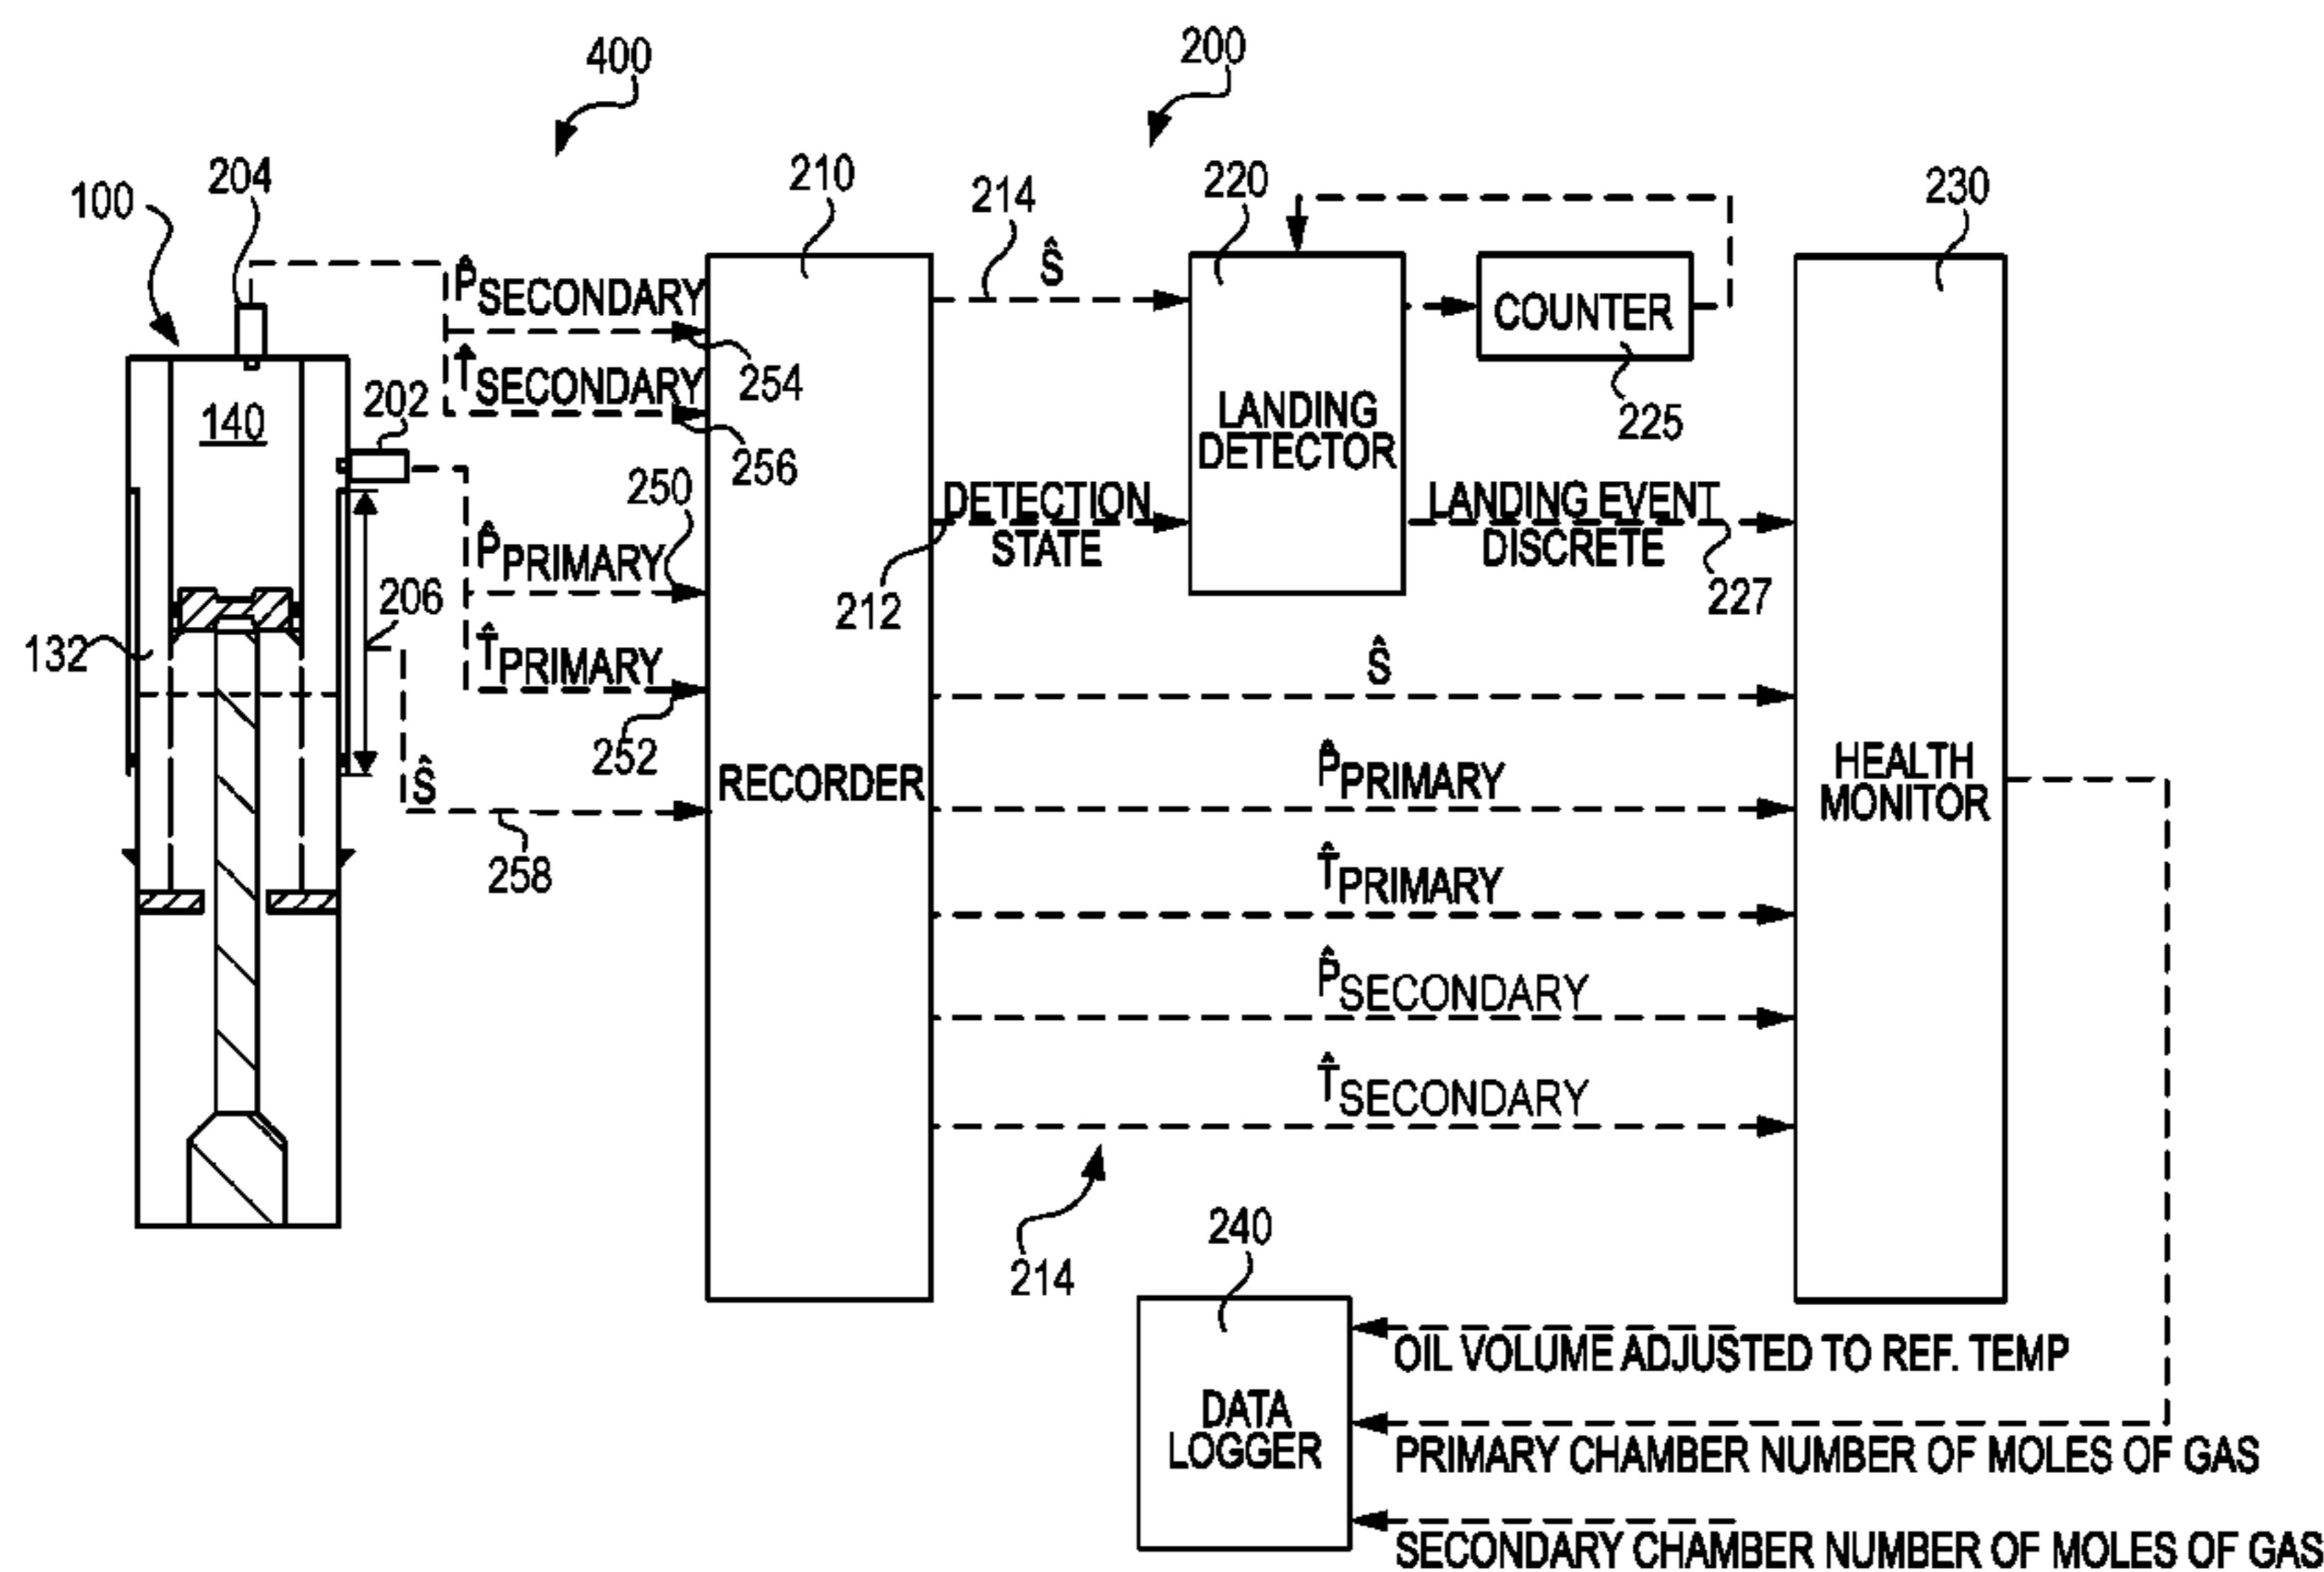 400
200
204
210
220
230
100
214
Ŝ
P̂SECONDARY
COUNTER
254
T̂SECONDARY
202
140
225
LANDING
DETECTOR
256
250
DETECTION
STATE
LANDING EVENT
DISCRETE
P̂PRIMARY
206
212
227
132
T̂PRIMARY
Ŝ
252
Ŝ
RECORDER
P̂PRIMARY
HEALTH
MONITOR
258
T̂PRIMARY
P̂SECONDARY
T̂SECONDARY
240
214
OIL VOLUME ADJUSTED TO REF. TEMP
DATA
LOGGER
PRIMARY CHAMBER NUMBER OF MOLES OF GAS
SECONDARY CHAMBER NUMBER OF MOLES OF GAS